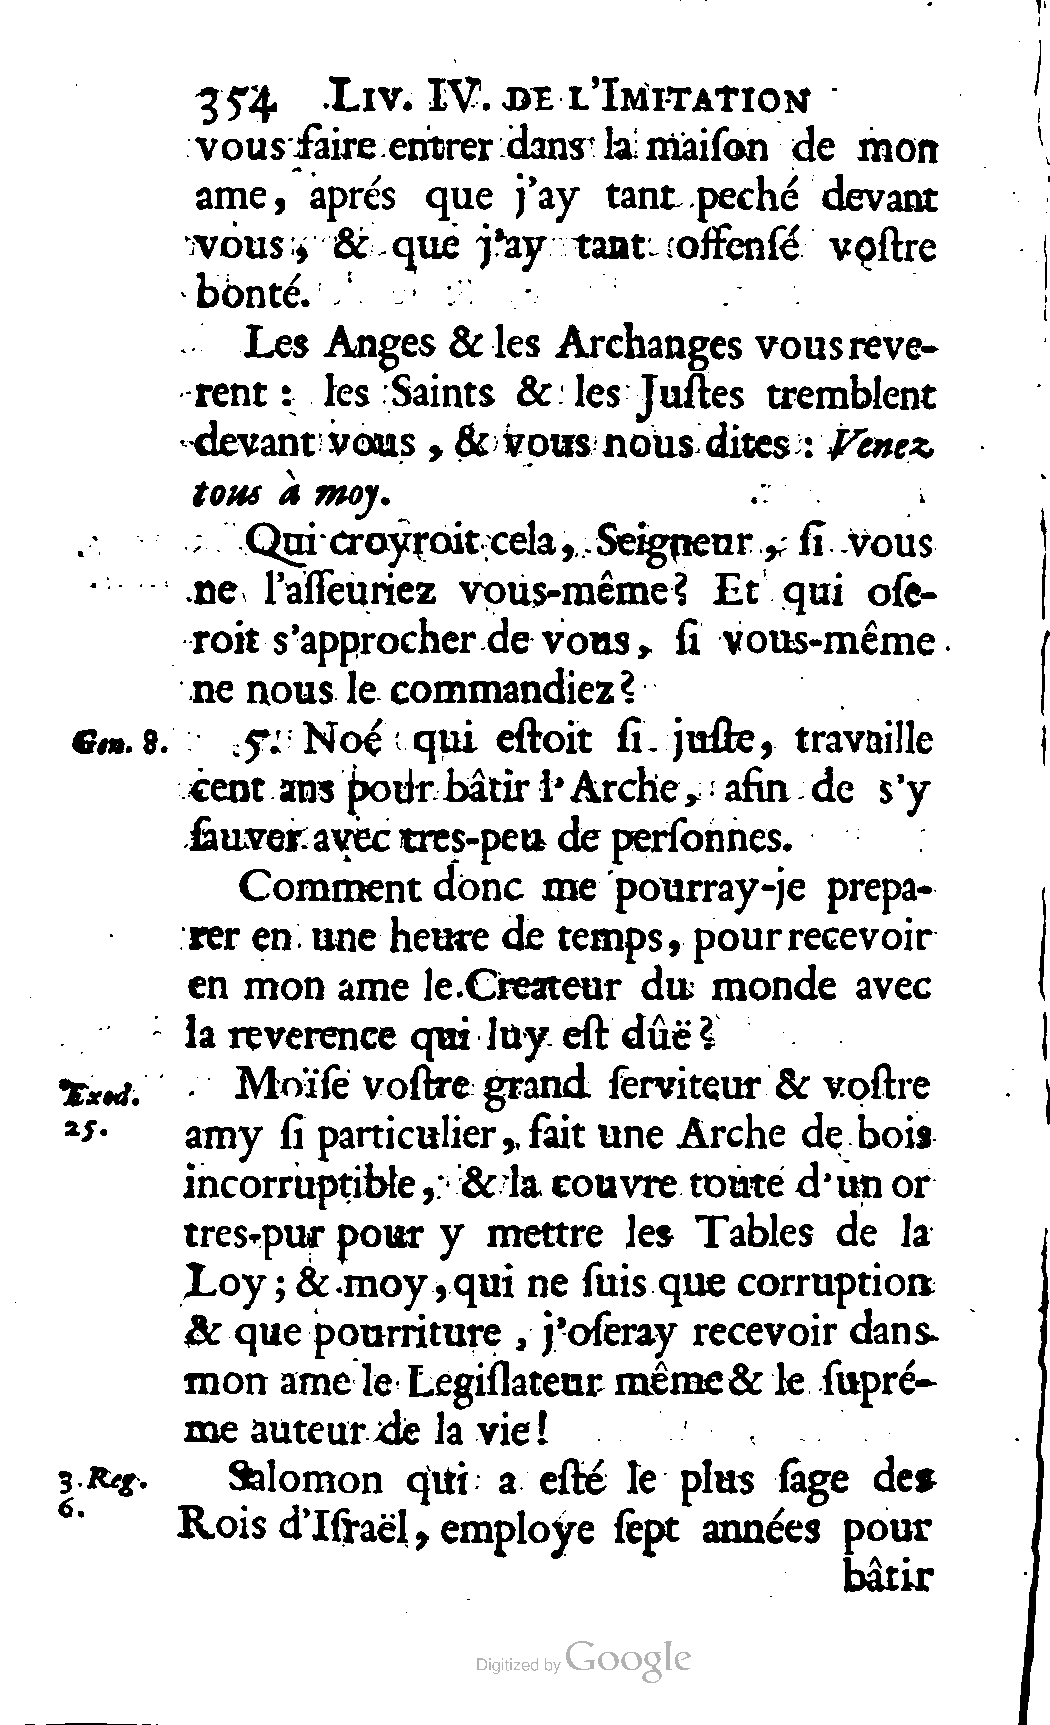 354 LIV. IV. DE L'IMITATION
vous faire entrer dans la maiſon de mon
ame, aprés que j'ay tant peché devant
vous, & que j'ay tant offenſé voſtre
bonté.
Les Anges & les Archanges vous reve-
rent : les Saints & les Juſtes tremblent
devant vous, & vous nous dites : Venez
tous à moy.
Qui croyroit cela, Seigneur, ſi vous
ne l'aſſeuriez vous-même? Et qui oſe-
roit s'approcher de vous, ſi vous-même
ne nous le commandiez?
Gen. 8. 5. Noé qui eſtoit ſi juſte, travaille
cent ans pour bâtir l'Arche, afin de s'y
ſauver avec tres-peu de perſonnes.
Comment donc me pourray-je prepa-
rer en une heure de temps, pour recevoir
en mon ame le Createur du monde avec
la reverence qui luy eſt dûë?
Exod. Moïſe voſtre grand ſerviteur & voſtre
25. amy ſi particulier, fait une Arche de bois
incorruptible, & la couvre toute d'un or
tres-pur pour y mettre les Tables de la
Loy ; & moy, qui ne ſuis que corruption
& que pourriture, j'oſeray recevoir dans
mon ame le Legiſlateur même & le ſupré-
me auteur de la vie!
3. Reg. Salomon qui a eſté le plus ſage des
6. Rois d'Iſraël, employe ſept années pour
bâtir
Digitized by Google